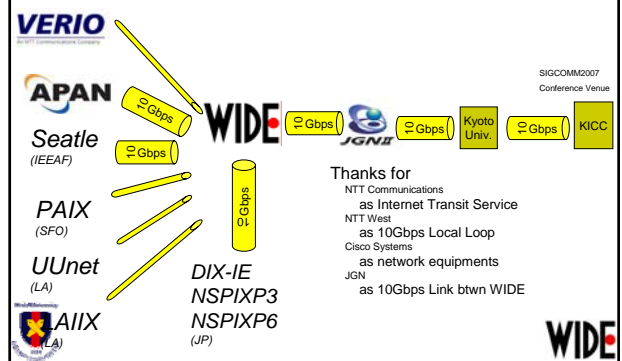 VERIO
An NTT Communications Company
APAN
10Gbps
Seatle
(IEEAF)
10Gbps
PAIX
(SFO)
UUnet
(LA)
LAIIX
(LA)
WIDE
10Gbps
DIX-IE
NSPIXP3
NSPIXP6
(JP)
10Gbps
JGNII
10Gbps
Kyoto
Univ.
10Gbps
SIGCOMM2007
Conference Venue
KICC
Thanks for
NTT Communications
as Internet Transit Service
NTT West
as 10Gbps Local Loop
Cisco Systems
as network equipments
JGN
as 10Gbps Link btwn WIDE
WIDE